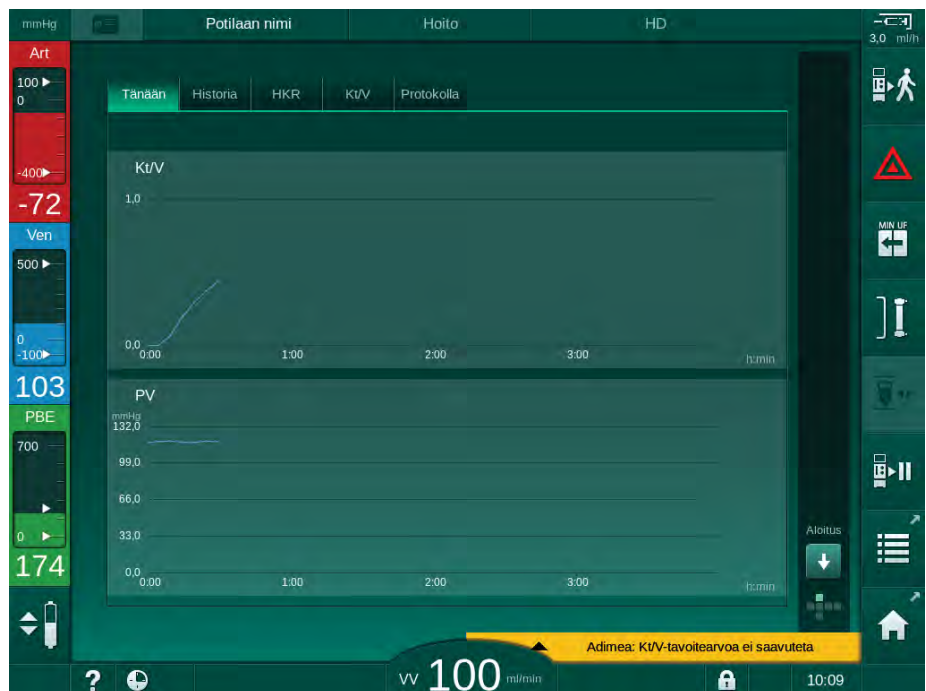 mmHg
Potilaan nimi
Hoito
HD
3,0 ml/h
Art
100
0
-400
-72
Ven
500
0
-100
103
PBE
700
0
174
Tänään
Historia
HKR
Kt/V
Protokolla
Kt/V
1,0
0,0
0:00 1:00 2:00 3:00 h:min
PV
mmHg
132,0
99,0
66,0
33,0
0,0
0:00 1:00 2:00 3:00 h:min
Aloitus
MIN UF
Adimea: Kt/V-tavoitearvoa ei saavuteta
? VV 100 ml/min 10:09